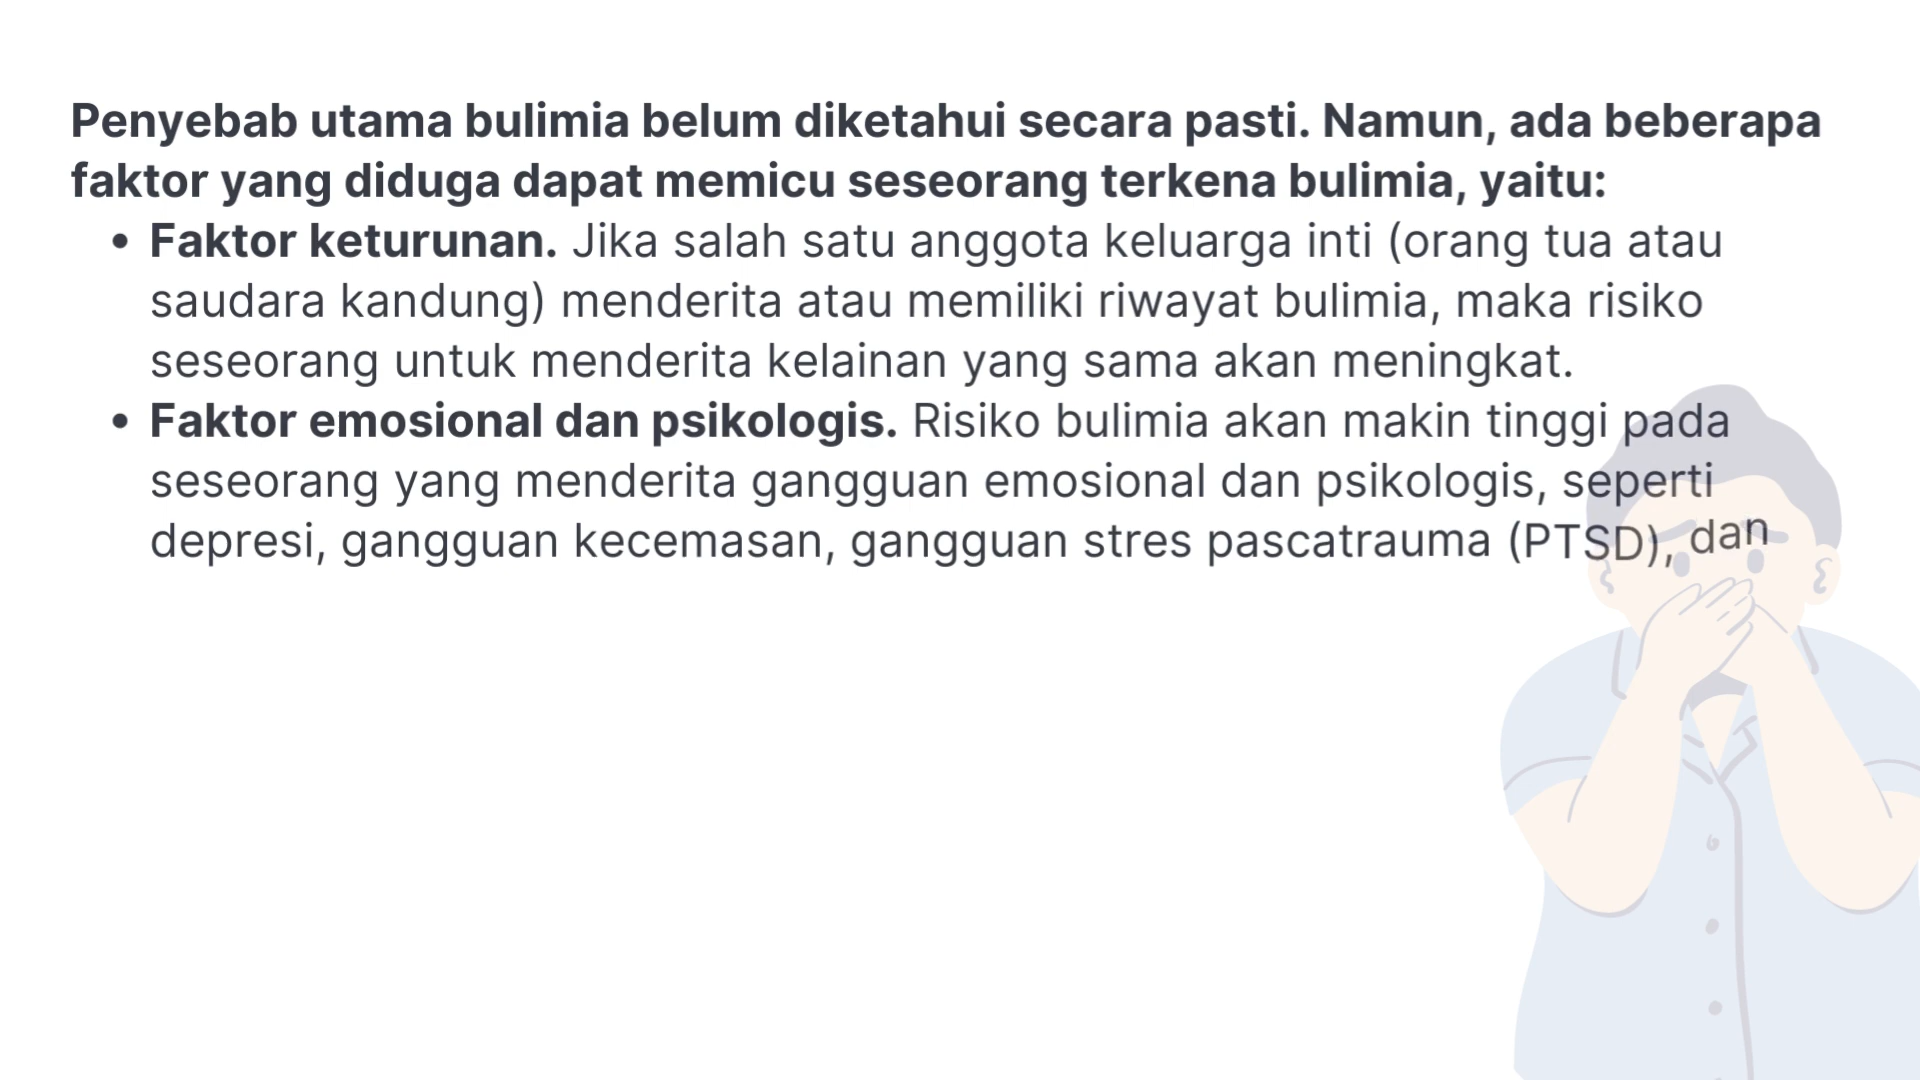 Penyebab utama bulimia belum diketahui secara pasti. Namun, ada beberapa
faktor yang diduga dapat memicu seseorang terkena bulimia, yaitu:
• Faktor keturunan. Jika salah satu anggota keluarga inti (orang tua atau
saudara kandung) menderita atau memiliki riwayat bulimia, maka risiko
seseorang untuk menderita kelainan yang sama akan meningkat.
• Faktor emosional dan psikologis. Risiko bulimia akan makin tinggi pada
seseorang yang menderita gangguan emosional dan psikologis, seperti
depresi, gangguan kecemasan, gangguan stres pascatrauma (PTSD), dan